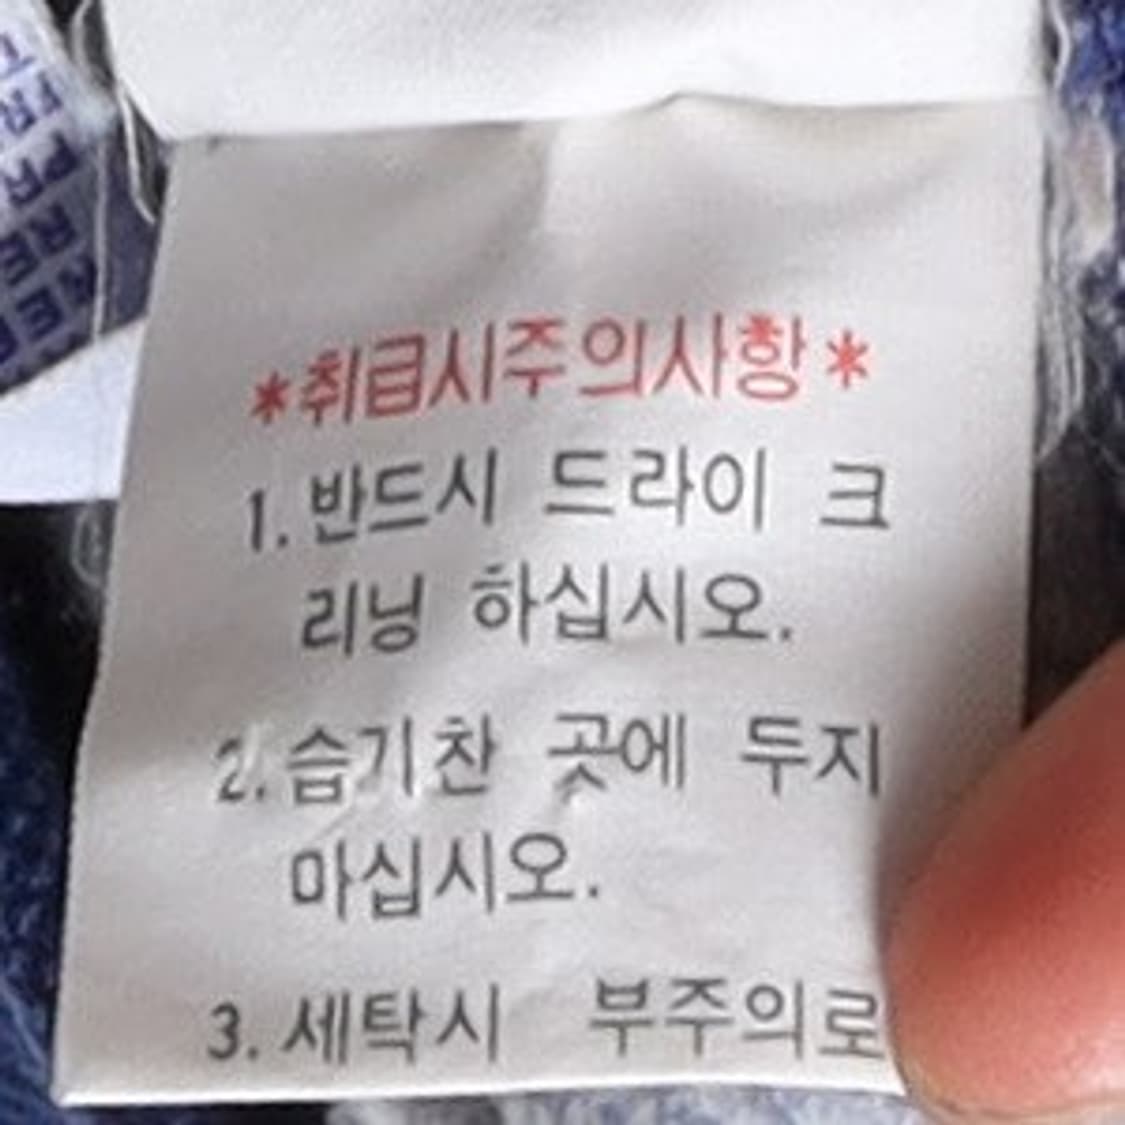 *취급시주의사항*
1. 반드시 드라이 크
리닝 하십시오.
2. 습기찬 곳에 두지
마십시오.
3. 세탁시 부주의로